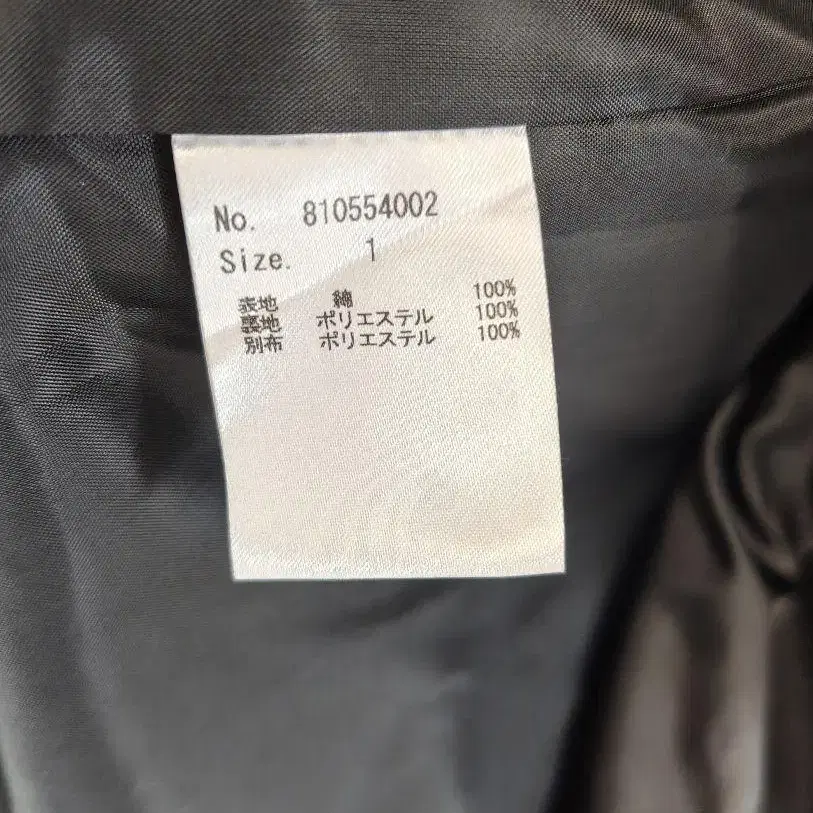 No. 810554002
Size. 1
表地 綿 100%
裏地 ポリエステル 100%
別布 ポリエステル 100%